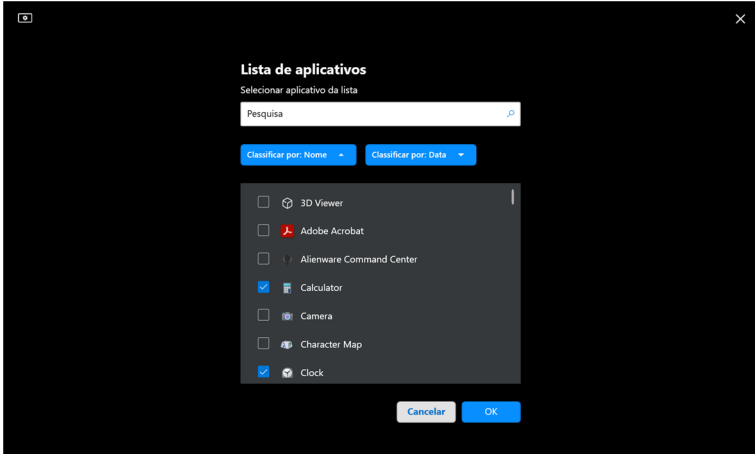 Lista de aplicativos
Selecionar aplicativo da lista
Pesquisa
Classificar por: Nome Classificar por: Data
3D Viewer
Adobe Acrobat
Alienware Command Center
Calculator
Camera
Character Map
Clock
Cancelar OK